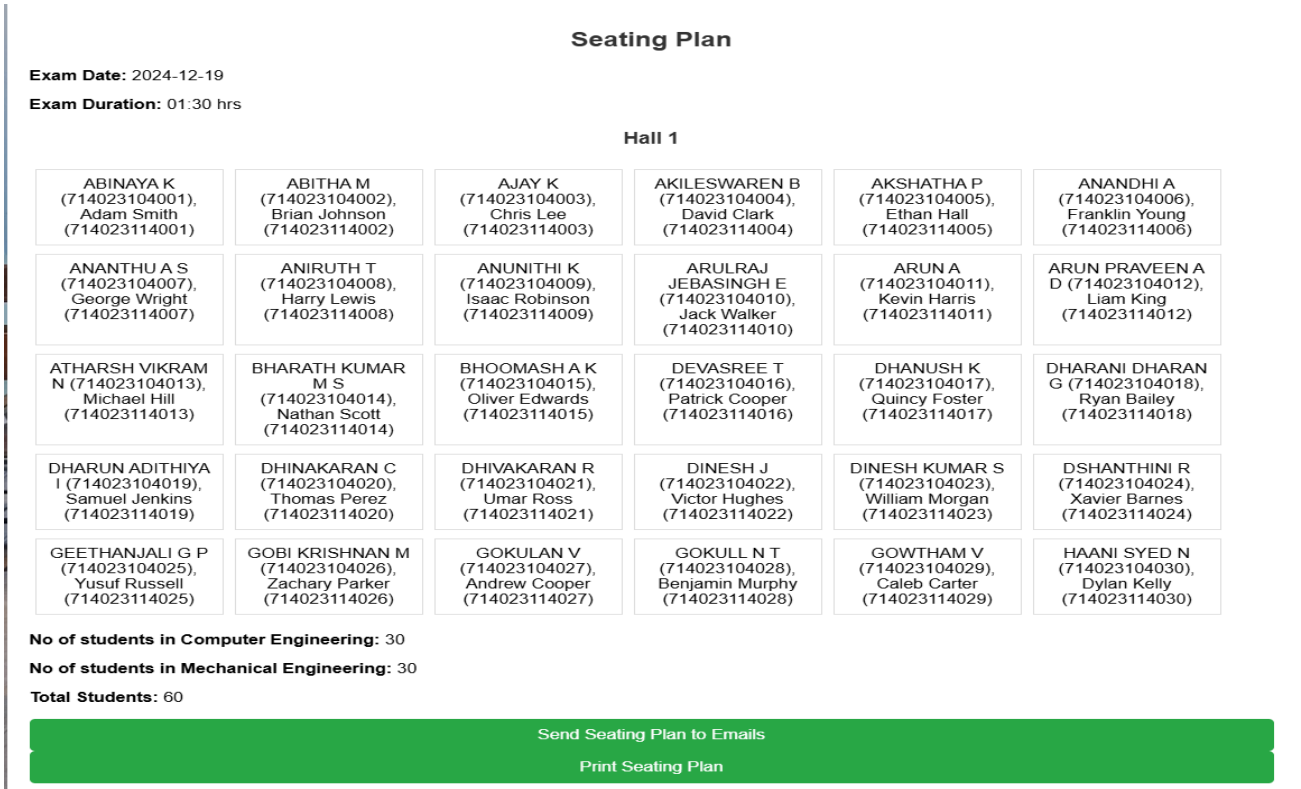 Seating Plan
Exam Date: 2024-12-19
Exam Duration: 01:30 hrs
Hall 1
ABINAYA K
(714023104001),
Adam Smith
(714023114001)
ABITHA M
(714023104002),
Brian Johnson
(714023114002)
AJAY K
(714023104003),
Chris Lee
(714023114003)
AKILESWAREN B
(714023104004),
David Clark
(714023114004)
AKSHATHA P
(714023104005),
Ethan Hall
(714023114005)
ANANDHI A
(714023104006),
Franklin Young
(714023114006)
ANANTHU A S
(714023104007),
George Wright
(714023114007)
ANIRUTH T
(714023104008),
Harry Lewis
(714023114008)
ANUNITHI K
(714023104009),
Isaac Robinson
(714023114009)
ARULRAJ
JEBASINGH E
(714023104010),
Jack Walker
(714023114010)
ARUN A
(714023104011),
Kevin Harris
(714023114011)
ARUN PRAVEEN A
D (714023104012),
Liam King
(714023114012)
ATHARSH VIKRAM
N (714023104013),
Michael Hill
(714023114013)
BHARATH KUMAR
M S
(714023104014),
Nathan Scott
(714023114014)
BHOOMASH A K
(714023104015),
Oliver Edwards
(714023114015)
DEVASREE T
(714023104016),
Patrick Cooper
(714023114016)
DHANUSH K
(714023104017),
Quincy Foster
(714023114017)
DHARANI DHARAN
G (714023104018),
Ryan Bailey
(714023114018)
DHARUN ADITHIYA
I (714023104019),
Samuel Jenkins
(714023114019)
DHINAKARAN C
(714023104020),
Thomas Perez
(714023114020)
DHIVAKARAN R
(714023104021),
Umar Ross
(714023114021)
DINESH J
(714023104022),
Victor Hughes
(714023114022)
DINESH KUMAR S
(714023104023),
William Morgan
(714023114023)
DSHANTHINI R
(714023104024),
Xavier Barnes
(714023114024)
GEETHANJALI G P
(714023104025),
Yusuf Russell
(714023114025)
GOBI KRISHNAN M
(714023104026),
Zachary Parker
(714023114026)
GOKULAN V
(714023104027),
Andrew Cooper
(714023114027)
GOKULL N T
(714023104028),
Benjamin Murphy
(714023114028)
GOWTHAM V
(714023104029),
Caleb Carter
(714023114029)
HAANI SYED N
(714023104030),
Dylan Kelly
(714023114030)
No of students in Computer Engineering: 30
No of students in Mechanical Engineering: 30
Total Students: 60
Send Seating Plan to Emails
Print Seating Plan